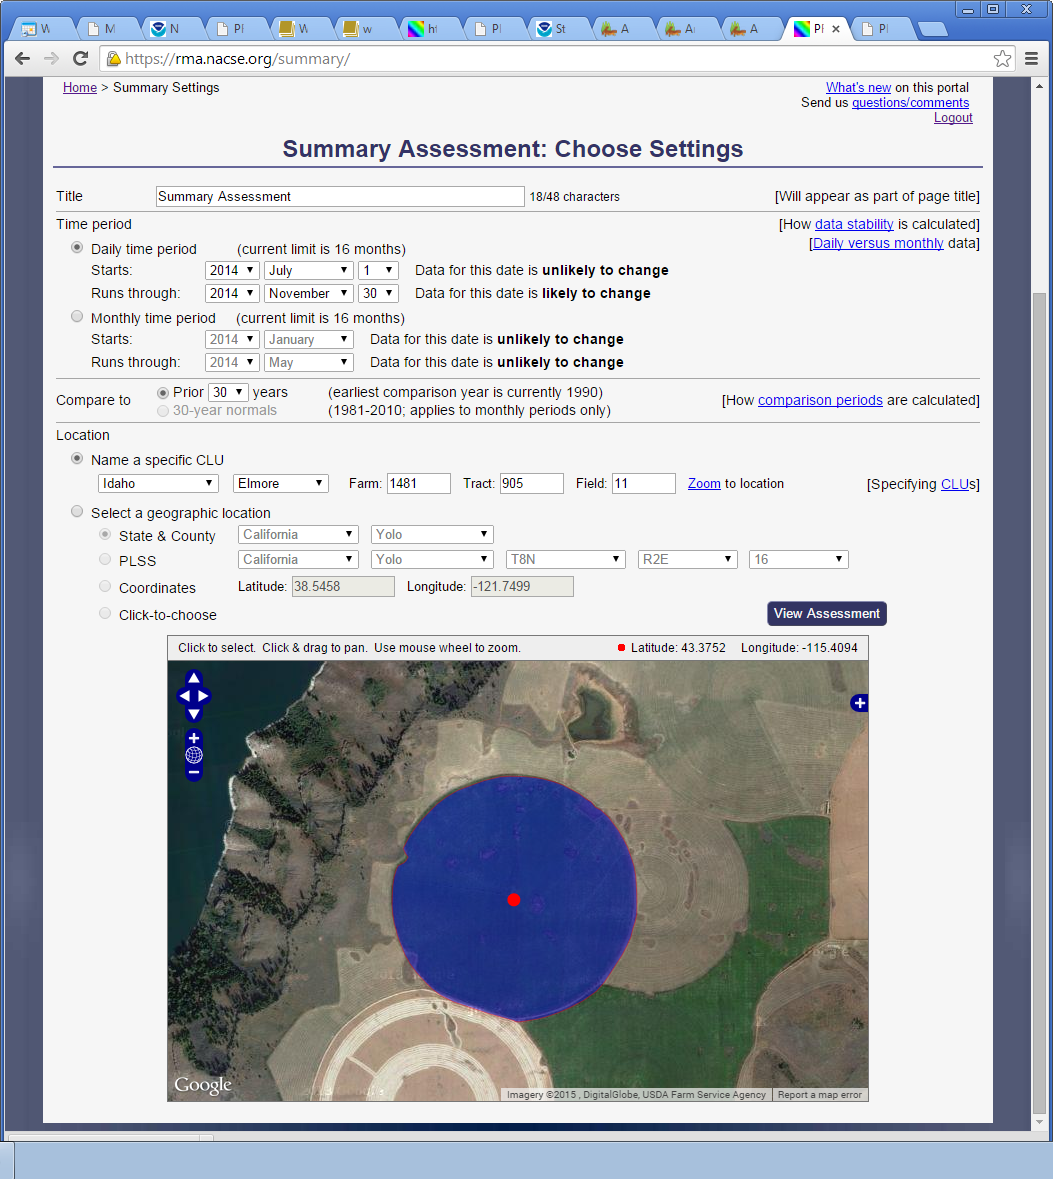 W M N Pl W w ht Pl St A A A Pl × Pl
https://rma.nacse.org/summary/
Home > Summary Settings
What's new on this portal
Send us questions/comments
Logout
Summary Assessment: Choose Settings
Title Summary Assessment 18/48 characters [Will appear as part of page title]
Time period [How data stability is calculated]
[Daily versus monthly data]
Daily time period (current limit is 16 months)
Starts: 2014 July 1 Data for this date is unlikely to change
Runs through: 2014 November 30 Data for this date is likely to change
Monthly time period (current limit is 16 months)
Starts: 2014 January Data for this date is unlikely to change
Runs through: 2014 May Data for this date is unlikely to change
Compare to
Prior 30 years (earliest comparison year is currently 1990)
30-year normals (1981-2010; applies to monthly periods only)
[How comparison periods are calculated]
Location
Name a specific CLU
Idaho Elmore Farm: 1481 Tract: 905 Field: 11 Zoom to location [Specifying CLUs]
Select a geographic location
State & County California Yolo
PLSS California Yolo T8N R2E 16
Coordinates Latitude: 38.5458 Longitude: -121.7499
Click-to-choose
View Assessment
Click to select. Click & drag to pan. Use mouse wheel to zoom. Latitude: 43.3752 Longitude: -115.4094
Google
Imagery ©2015 , DigitalGlobe, USDA Farm Service Agency Report a map error